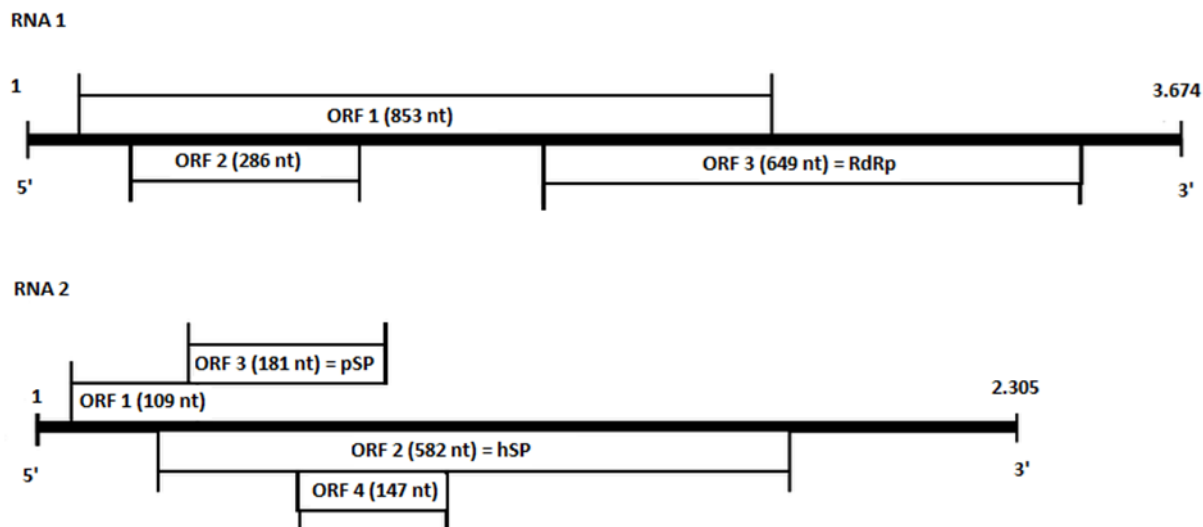 RNA 1
1
3.674
ORF 1 (853 nt)
ORF 2 (286 nt)
ORF 3 (649 nt) = RdRp
5'
3'
RNA 2
ORF 3 (181 nt) = pSP
1
ORF 1 (109 nt)
2.305
ORF 2 (582 nt) = hSP
5'
3'
ORF 4 (147 nt)